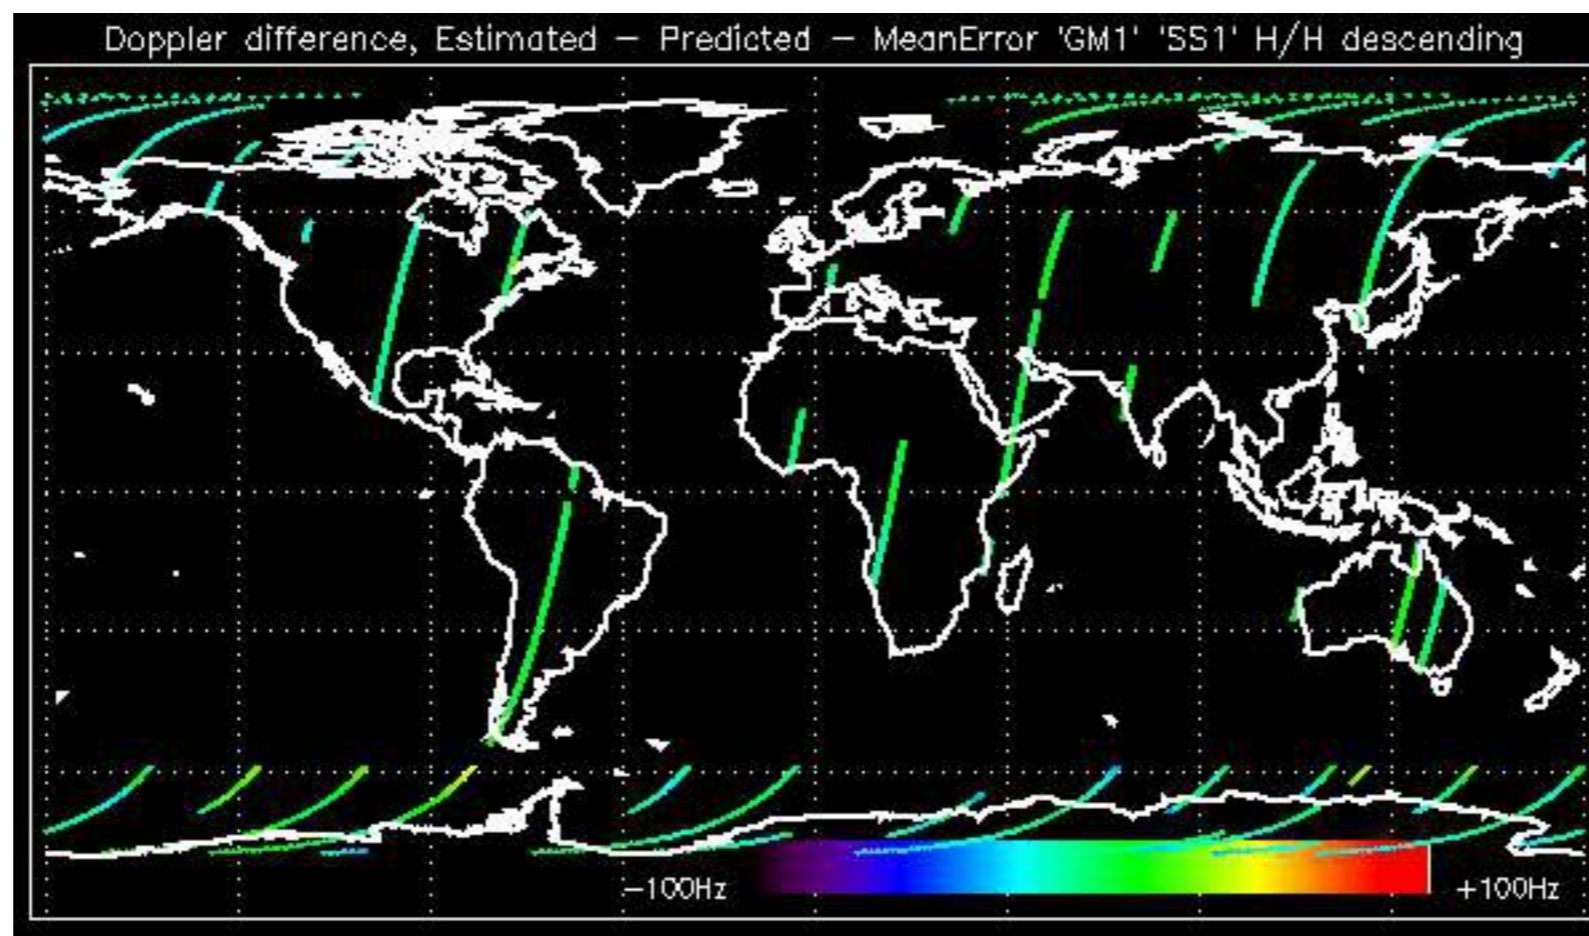 Doppler difference, Estimated – Predicted – MeanError 'GM1' 'SS1' H/H descending
–100Hz +100Hz